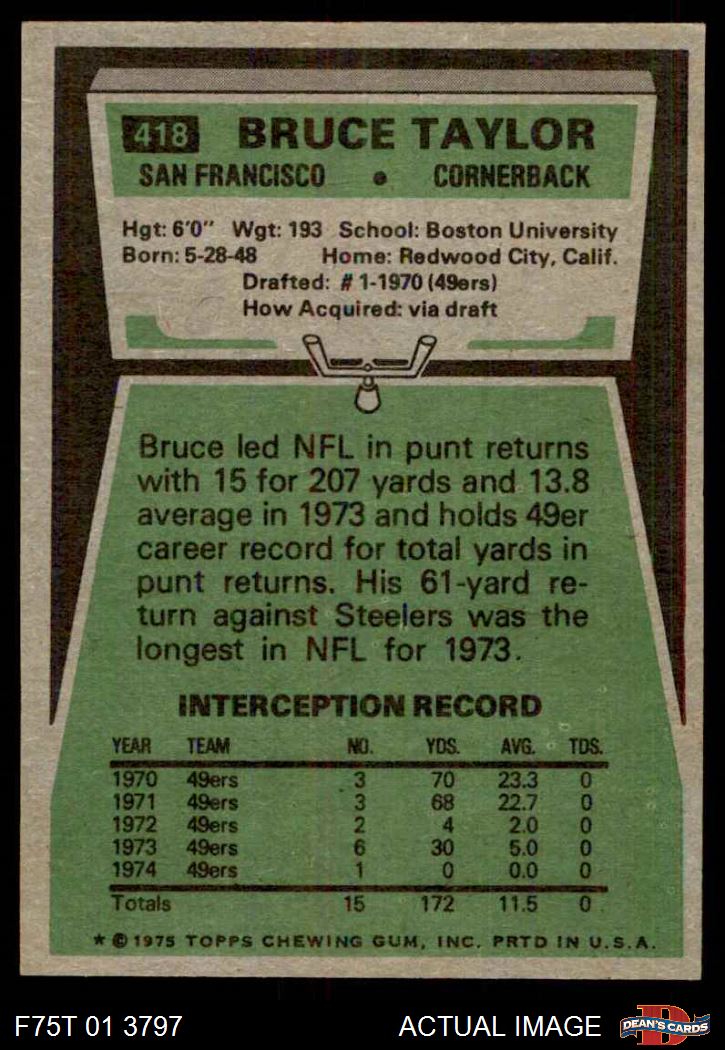 418 BRUCE TAYLOR
SAN FRANCISCO • CORNERBACK
Hgt: 6'0" Wgt: 193 School: Boston University
Born: 5-28-48 Home: Redwood City, Calif.
Drafted: #1-1970 (49ers)
How Acquired: via draft
Bruce led NFL in punt returns
with 15 for 207 yards and 13.8
average in 1973 and holds 49er
career record for total yards in
punt returns. His 61-yard re-
turn against Steelers was the
longest in NFL for 1973.
INTERCEPTION RECORD
YEAR TEAM NO. YDS. AVG. TDS.
1970 49ers 3 70 23.3 0
1971 49ers 3 68 22.7 0
1972 49ers 2 4 2.0 0
1973 49ers 6 30 5.0 0
1974 49ers 1 0 0.0 0
Totals 15 172 11.5 0
* © 1975 TOPPS CHEWING GUM, INC. PRTD IN U.S.A.
F75T 01 3797 ACTUAL IMAGE D DEAN'S CARDS